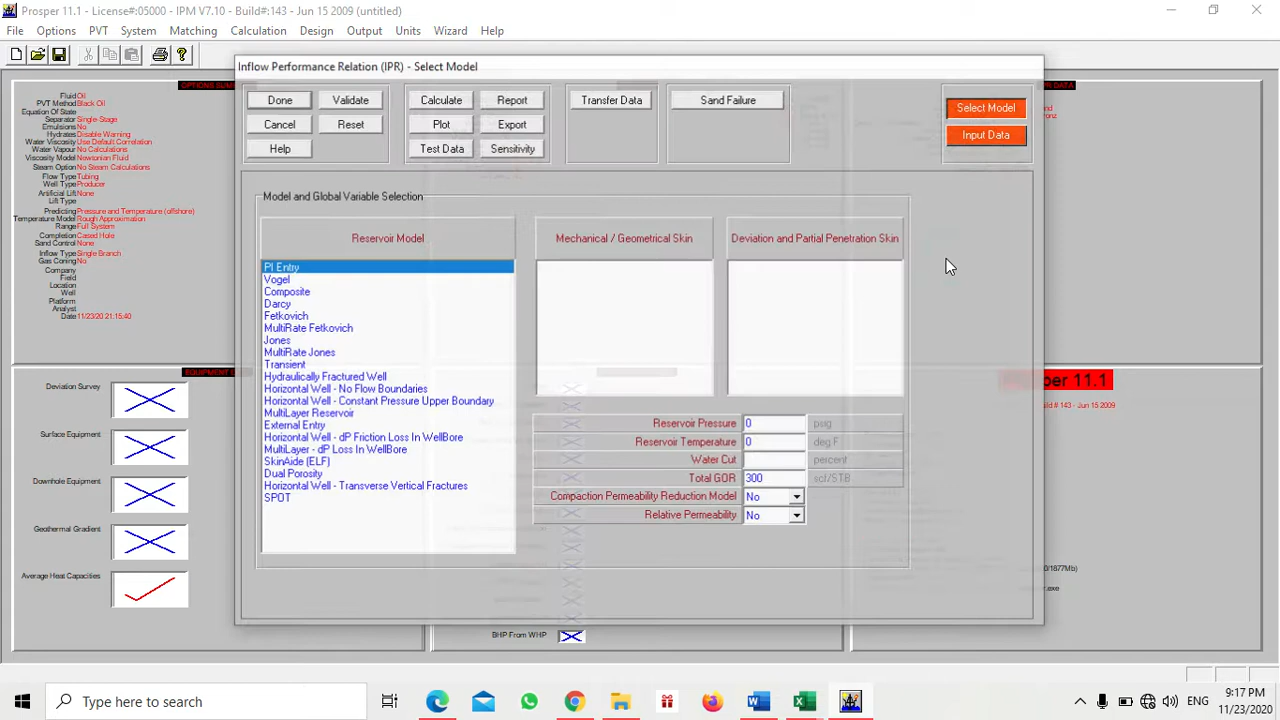 Prosper 11.1 - License#:05000 - IPM V7.10 - Build#:143 - Jun 15 2009 (untitled)
File Options PVT System Matching Calculation Design Output Units Wizard Help
OPTIONS SUM
Fluid Oil
PVT Method Black Oil
Equation Of State
Separator Single-Stage
Emulsions No
Hydrates Disable Warning
Water Viscosity Use Default Correlation
Water Vapour No Calculations
Viscosity Model Newtonian Fluid
Steam Option No Steam Calculations
Flow Type Tubing
Well Type Producer
Artificial Lift None
Lift Type
Predicting Pressure and Temperature (offshore)
Temperature Model Rough Approximation
Range Full System
Completion Cased Hole
Sand Control None
Inflow Type Single Branch
Gas Coning No
Company
Field
Location
Well
Platform
Analyst
Date 11/23/20 21:15:40
EQUIPMENT
Deviation Survey
Surface Equipment
Downhole Equipment
Geothermal Gradient
Average Heat Capacities
Inflow Performance Relation (IPR) - Select Model
Done Validate Calculate Report Transfer Data Sand Failure Select Model
Cancel Reset Plot Export Input Data
Help Test Data Sensitivity
Model and Global Variable Selection
Reservoir Model Mechanical / Geometrical Skin Deviation and Partial Penetration Skin
PI Entry
Vogel
Composite
Darcy
Fetkovich
MultiRate Fetkovich
Jones
MultiRate Jones
Transient
Hydraulically Fractured Well
Horizontal Well - No Flow Boundaries
Horizontal Well - Constant Pressure Upper Boundary
MultiLayer Reservoir
External Entry
Horizontal Well - dP Friction Loss In WellBore
MultiLayer - dP Loss In WellBore
SkinAide (ELF)
Dual Porosity
Horizontal Well - Transverse Vertical Fractures
SPOT
Reservoir Pressure 0 psig
Reservoir Temperature 0 deg F
Water Cut percent
Total GOR 300 scf/STB
Compaction Permeability Reduction Model No
Relative Permeability No
PR DATA
per 11.1
# 143 - Jun 15 2009
0/1877Mb)
.exe
BHP From WHP
Type here to search
ENG
9:17 PM
11/23/2020